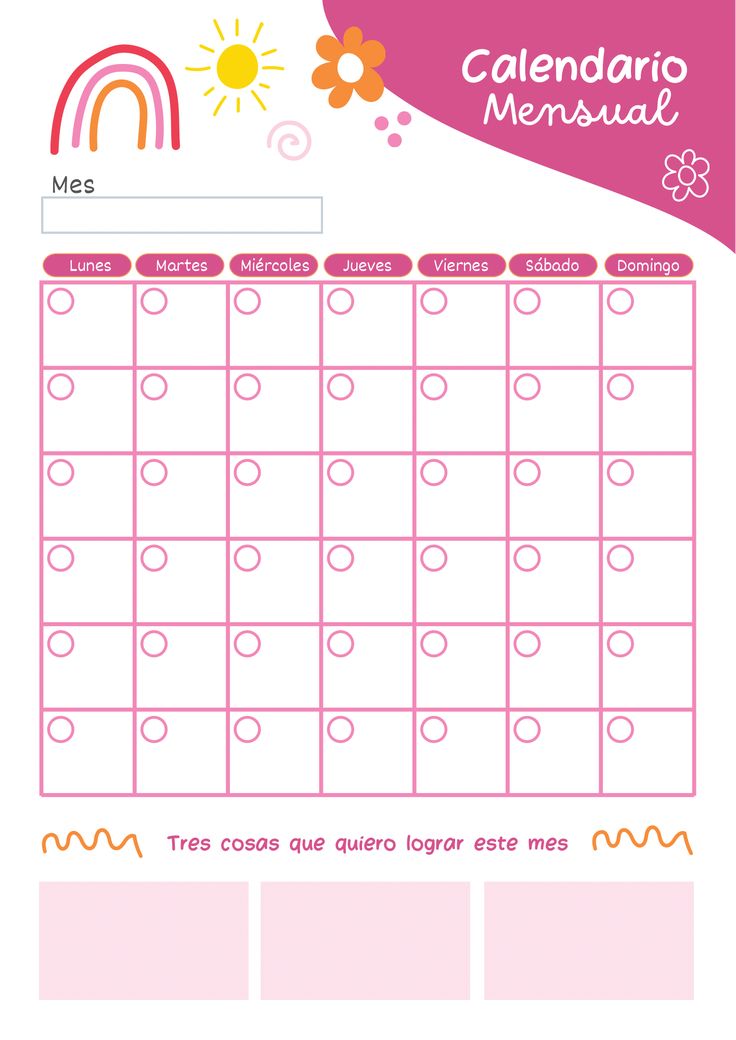 Calendario
Mensual
Mes
Lunes Martes Miércoles Jueves Viernes Sábado Domingo
Tres cosas que quiero lograr este mes